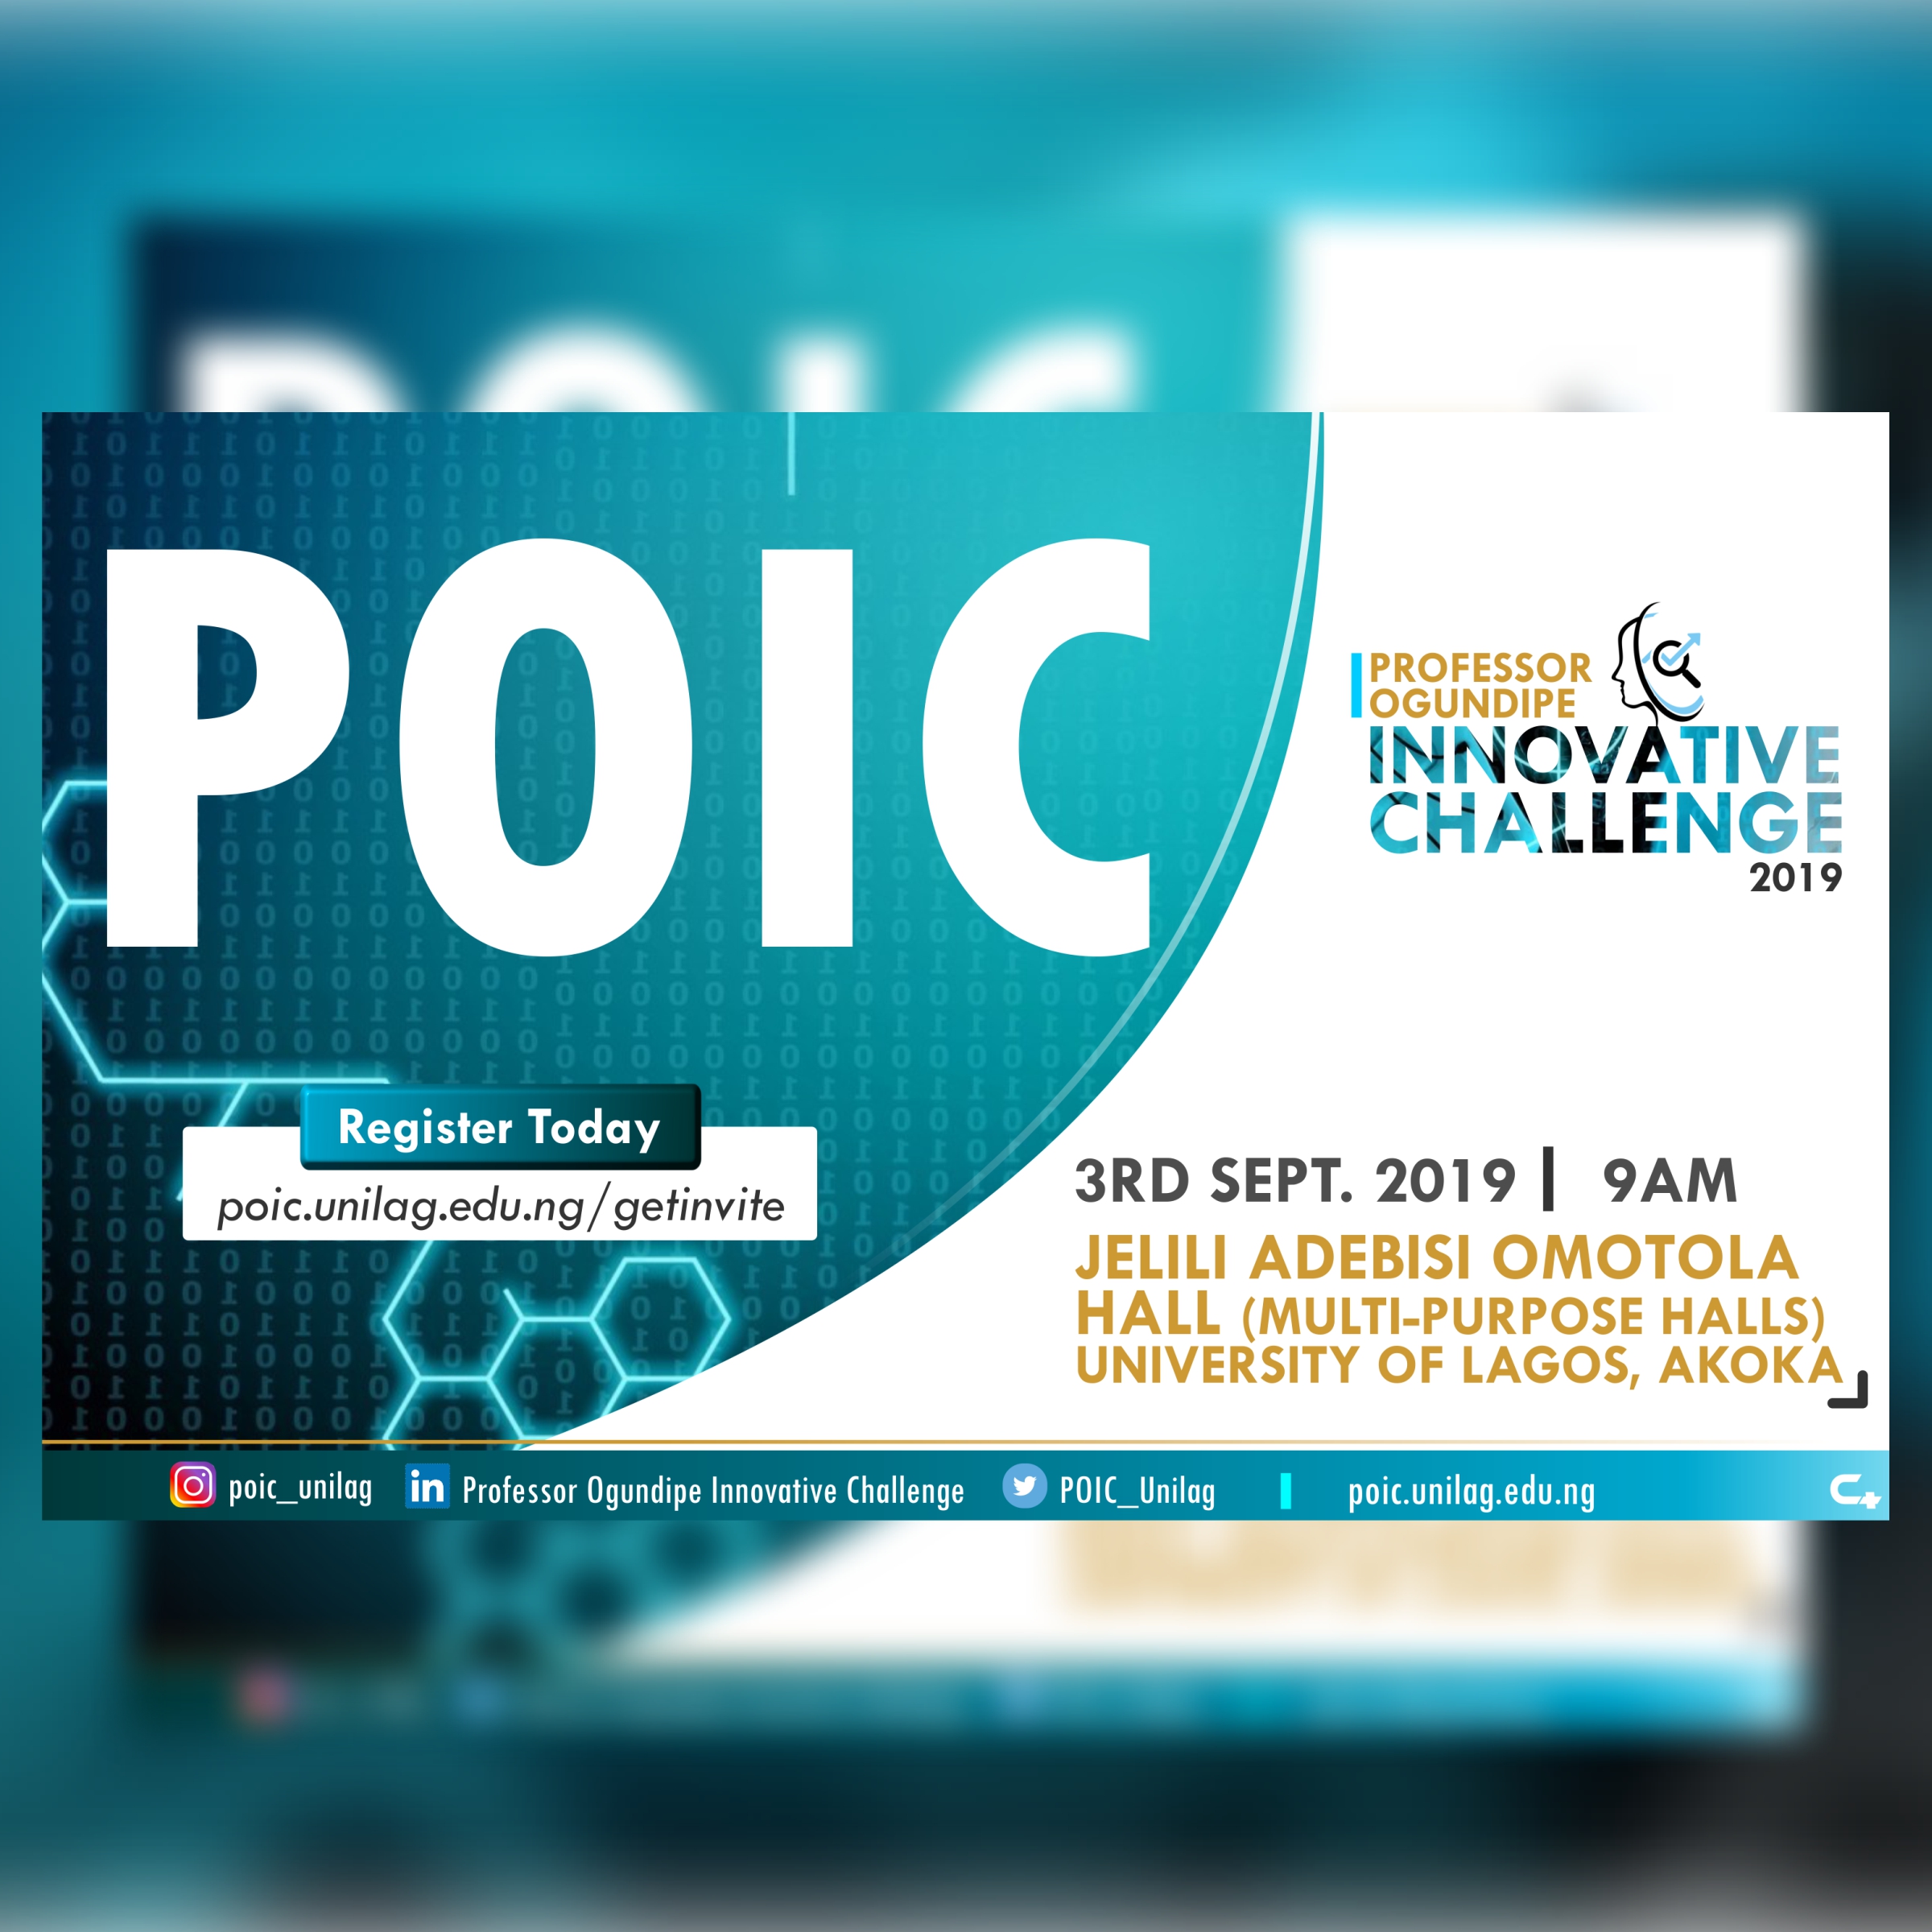 POIC
PROFESSOR
OGUNDIPE
INNOVATIVE
CHALLENGE
2019
Register Today
poic.unilag.edu.ng/getinvite
3RD SEPT. 2019 | 9AM
JELILI ADEBISI OMOTOLA
HALL (MULTI-PURPOSE HALLS)
UNIVERSITY OF LAGOS, AKOKA
poic_unilag Professor Ogundipe Innovative Challenge POIC_Unilag | poic.unilag.edu.ng